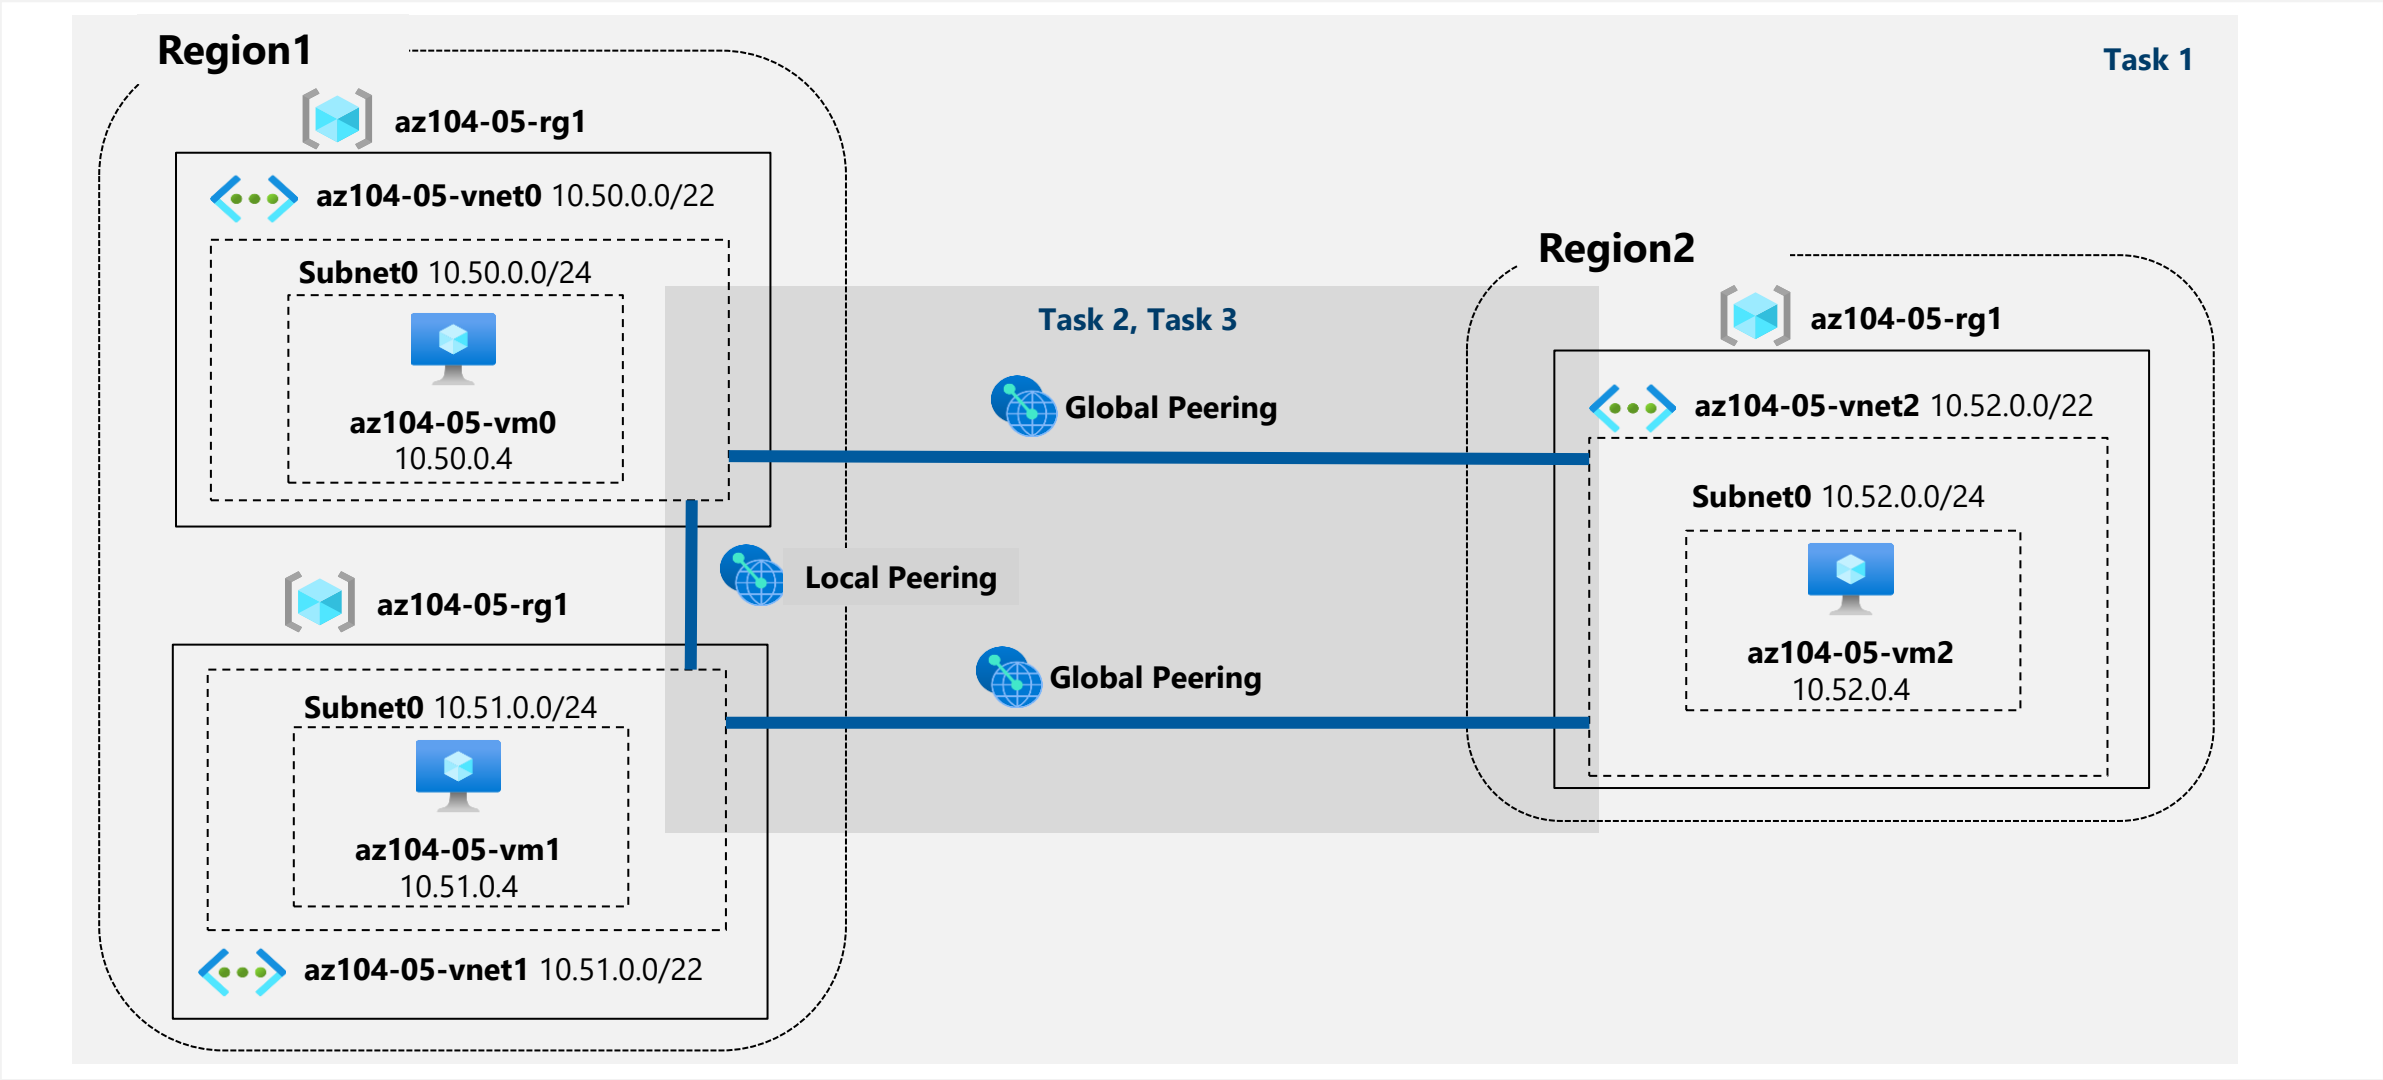 Region1
Task 1
az104-05-rg1
az104-05-vnet0 10.50.0.0/22
Subnet0 10.50.0.0/24
az104-05-vm0
10.50.0.4
Task 2, Task 3
Global Peering
Local Peering
Global Peering
az104-05-rg1
Subnet0 10.51.0.0/24
az104-05-vm1
10.51.0.4
az104-05-vnet1 10.51.0.0/22
Region2
az104-05-rg1
az104-05-vnet2 10.52.0.0/22
Subnet0 10.52.0.0/24
az104-05-vm2
10.52.0.4